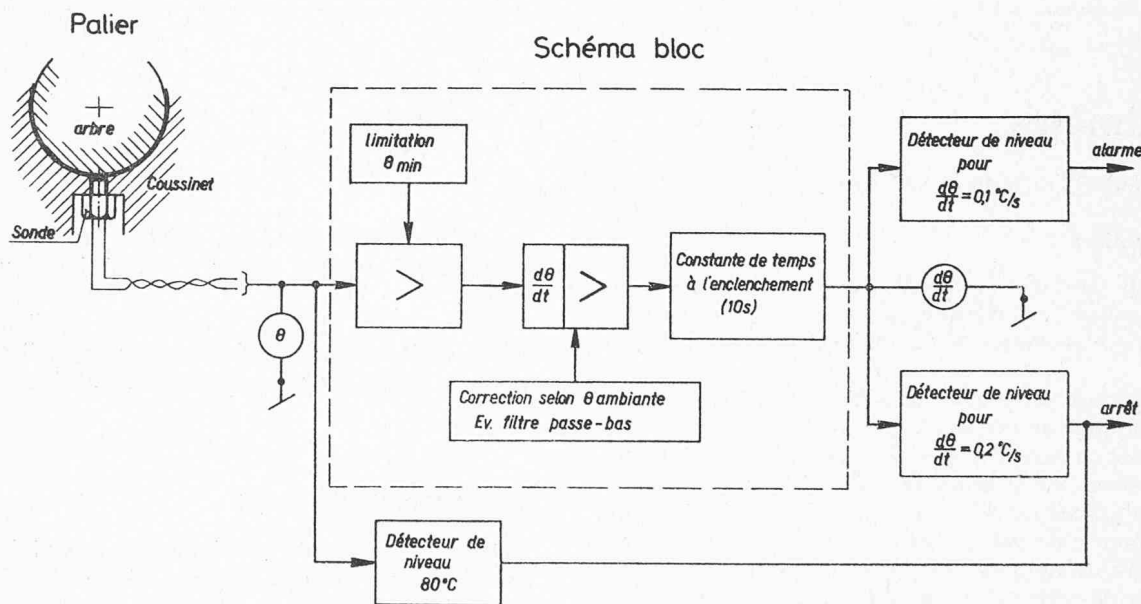 Palier
Schéma bloc
arbre
Coussinet
Sonde
θ
limitation
θ min
>
dθ
dt
>
Correction selon θ ambiante
Ev. filtre passe-bas
Constante de temps
à l'enclenchement
(10s)
Détecteur de niveau
pour
dθ/dt = 0,1 °C/s
alarme
dθ
dt
Détecteur de niveau
pour
dθ/dt = 0,2 °C/s
arrêt
Détecteur de
niveau
80°C